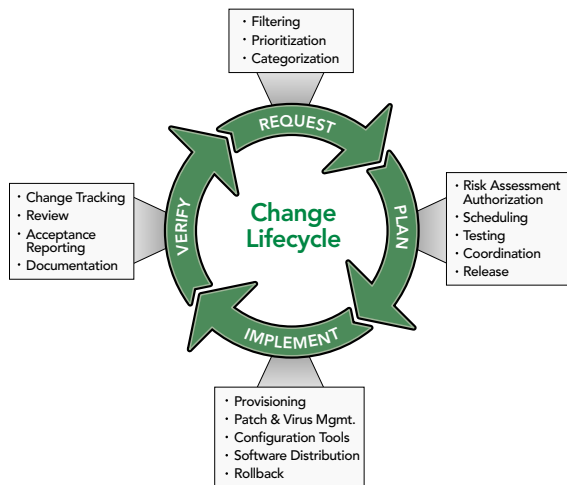 · Filtering
· Prioritization
· Categorization
REQUEST
PLAN
· Risk Assessment
Authorization
· Scheduling
· Testing
· Coordination
· Release
Change
Lifecycle
VERIFY
· Change Tracking
· Review
· Acceptance
Reporting
· Documentation
IMPLEMENT
· Provisioning
· Patch & Virus Mgmt.
· Configuration Tools
· Software Distribution
· Rollback